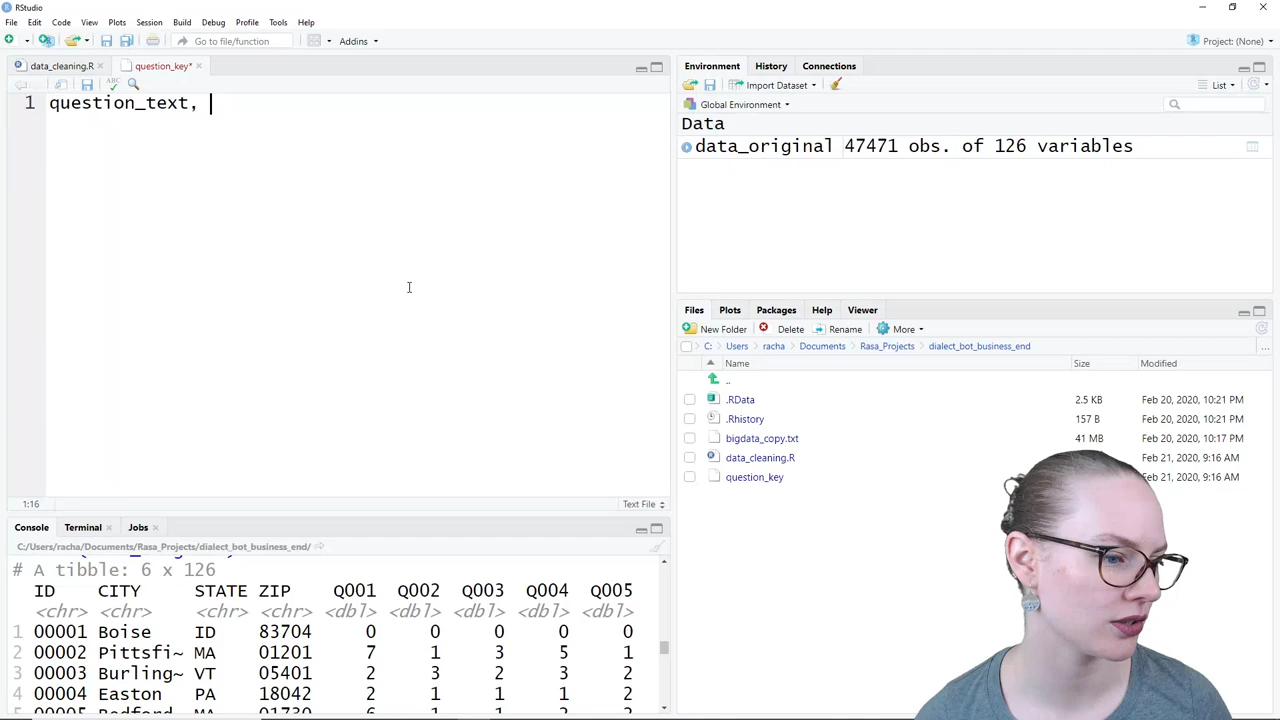 RStudio
File Edit Code View Plots Session Build Debug Profile Tools Help
Go to file/function Addins Project: (None)
data_cleaning.R question_key*
ABC
1 question_text,
1:16 Text File
Console Terminal Jobs
C:/Users/racha/Documents/Rasa_Projects/dialect_bot_business_end/
# A tibble: 6 x 126
ID CITY STATE ZIP Q001 Q002 Q003 Q004 Q005
<chr> <chr> <chr> <chr> <dbl> <dbl> <dbl> <dbl> <dbl>
1 00001 Boise ID 83704 0 0 0 0 0
2 00002 Pittsfi~ MA 01201 7 1 3 5 1
3 00003 Burling~ VT 05401 2 3 2 3 2
4 00004 Easton PA 18042 2 1 1 1 2
Environment History Connections
Import Dataset List
Global Environment
Data
data_original 47471 obs. of 126 variables
Files Plots Packages Help Viewer
New Folder Delete Rename More
C: Users racha Documents Rasa_Projects dialect_bot_business_end ...
Name Size Modified
..
.RData 2.5 KB Feb 20, 2020, 10:21 PM
.Rhistory 157 B Feb 20, 2020, 10:21 PM
bigdata_copy.txt 41 MB Feb 20, 2020, 10:17 PM
data_cleaning.R Feb 21, 2020, 9:16 AM
question_key Feb 21, 2020, 9:16 AM